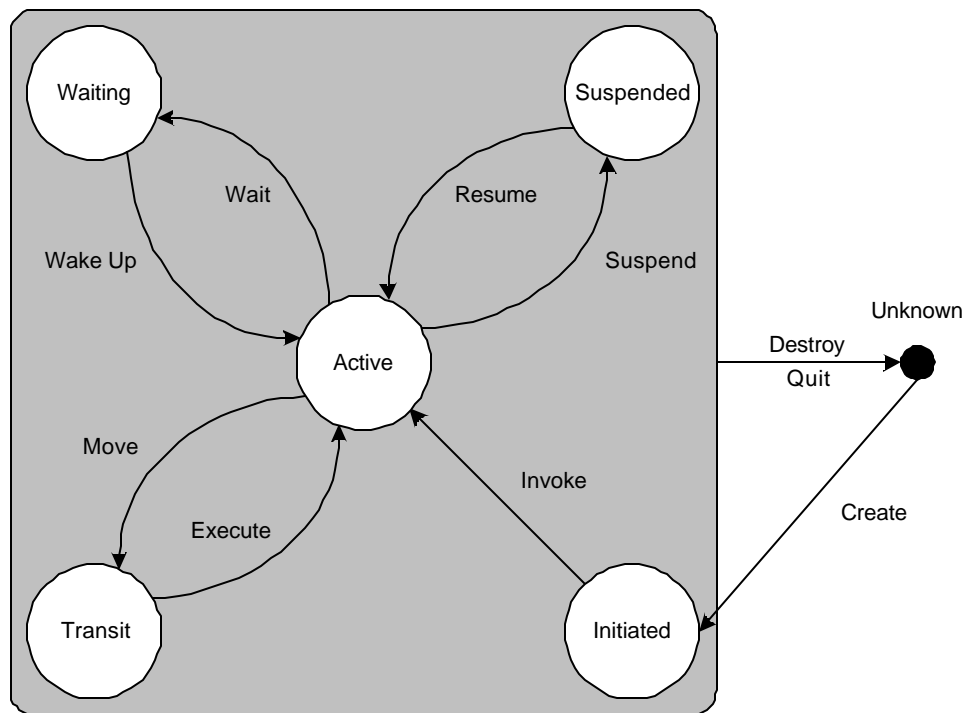 Waiting
Suspended
Wait
Resume
Wake Up
Suspend
Unknown
Active
Destroy
Quit
Move
Invoke
Create
Execute
Transit
Initiated